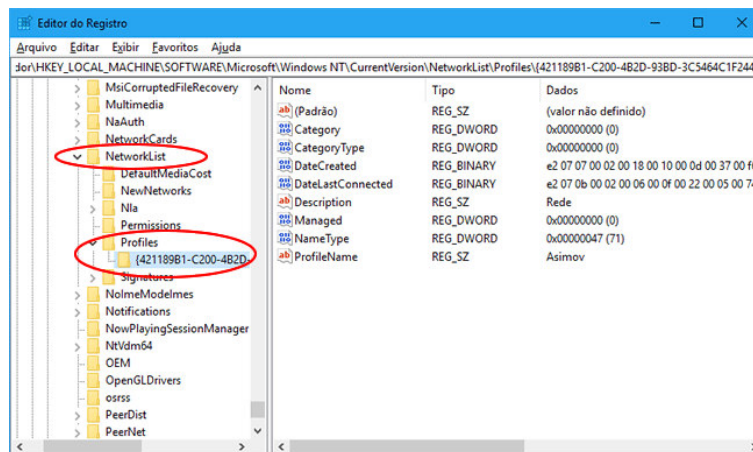 Editor do Registro
Arquivo Editar Exibir Favoritos Ajuda
dor\HKEY_LOCAL_MACHINE\SOFTWARE\Microsoft\Windows NT\CurrentVersion\NetworkList\Profiles\{421189B1-C200-4B2D-93BD-3C5464C1F244
MsiCorruptedFileRecovery
Multimedia
NaAuth
NetworkCards
NetworkList
DefaultMediaCost
NewNetworks
Nla
Permissions
Profiles
{421189B1-C200-4B2D-
Signatures
NoImeModeImes
Notifications
NowPlayingSessionManager
NtVdm64
OEM
OpenGLDrivers
osrss
PeerDist
PeerNet
Nome Tipo Dados
(Padrão) REG_SZ (valor não definido)
Category REG_DWORD 0x00000000 (0)
CategoryType REG_DWORD 0x00000000 (0)
DateCreated REG_BINARY e2 07 07 00 02 00 18 00 10 00 0d 00 37 00
DateLastConnected REG_BINARY e2 07 0b 00 02 00 06 00 0f 00 22 00 05 00
Description REG_SZ Rede
Managed REG_DWORD 0x00000000 (0)
NameType REG_DWORD 0x00000047 (71)
ProfileName REG_SZ Asimov